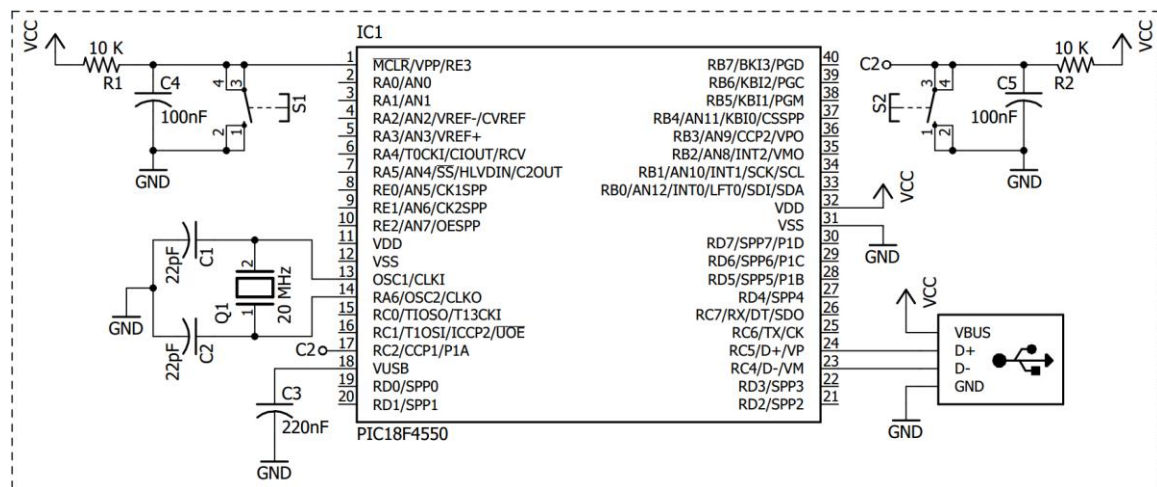 VCC
10 K
R1
C4
100nF
4
3
2
1
S1
GND
IC1
1
MCLR/VPP/RE3
2
RA0/AN0
3
RA1/AN1
4
RA2/AN2/VREF-/CVREF
5
RA3/AN3/VREF+
6
RA4/T0CKI/CIOUT/RCV
7
RA5/AN4/SS/HLVDIN/C2OUT
8
RE0/AN5/CK1SPP
9
RE1/AN6/CK2SPP
10
RE2/AN7/OESPP
11
VDD
12
VSS
13
OSC1/CLKI
14
RA6/OSC2/CLKO
15
RC0/TIOSO/T13CKI
16
RC1/T1OSI/ICCP2/UOE
17
RC2/CCP1/P1A
18
VUSB
19
RD0/SPP0
20
RD1/SPP1
PIC18F4550
22pF
C1
22pF
C2
GND
2
1
Q1
20 MHz
C2
C3
220nF
GND
RB7/BKI3/PGD
40
RB6/KBI2/PGC
39
RB5/KBI1/PGM
38
RB4/AN11/KBI0/CSSPP
37
RB3/AN9/CCP2/VPO
36
RB2/AN8/INT2/VMO
35
RB1/AN10/INT1/SCK/SCL
34
RB0/AN12/INT0/LFT0/SDI/SDA
33
VDD
32
VSS
31
RD7/SPP7/P1D
30
RD6/SPP6/P1C
29
RD5/SPP5/P1B
28
RD4/SPP4
27
RC7/RX/DT/SDO
26
RC6/TX/CK
25
RC5/D+/VP
24
RC4/D-/VM
23
RD3/SPP3
22
RD2/SPP2
21
C2
S2
3
4
1
2
C5
100nF
10 K
R2
VCC
GND
VCC
GND
VCC
VBUS
D+
D-
GND
GND